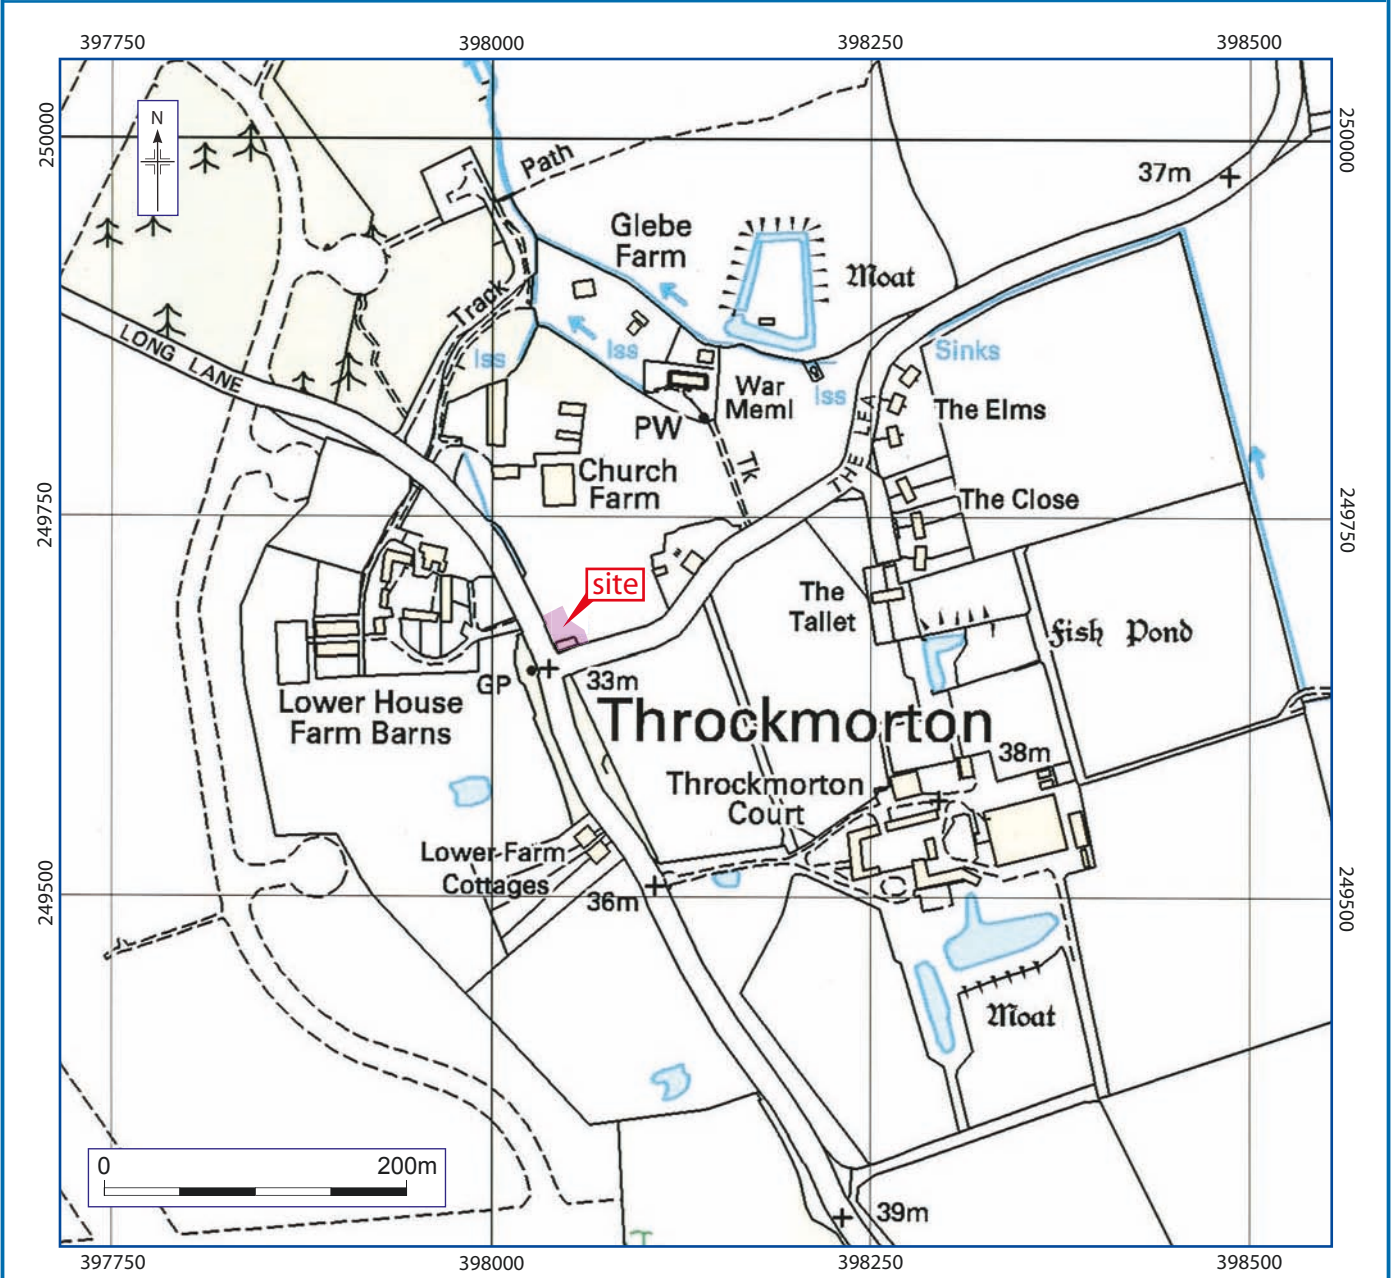 397750 398000 398250 398500
250000
250000
N
37m
Path
Glebe
Farm
Moat
Track
LONG LANE
Iss
Iss
Iss
Sinks
War
Meml
PW
The Elms
THE LEA
Tk
Church
Farm
The Close
249750
249750
site
The
Tallet
Fish Pond
GP
33m
Lower House
Farm Barns
Throckmorton
38m
Throckmorton
Court
Lower Farm
Cottages
36m
249500
249500
Moat
0 200m
39m
T
397750 398000 398250 398500